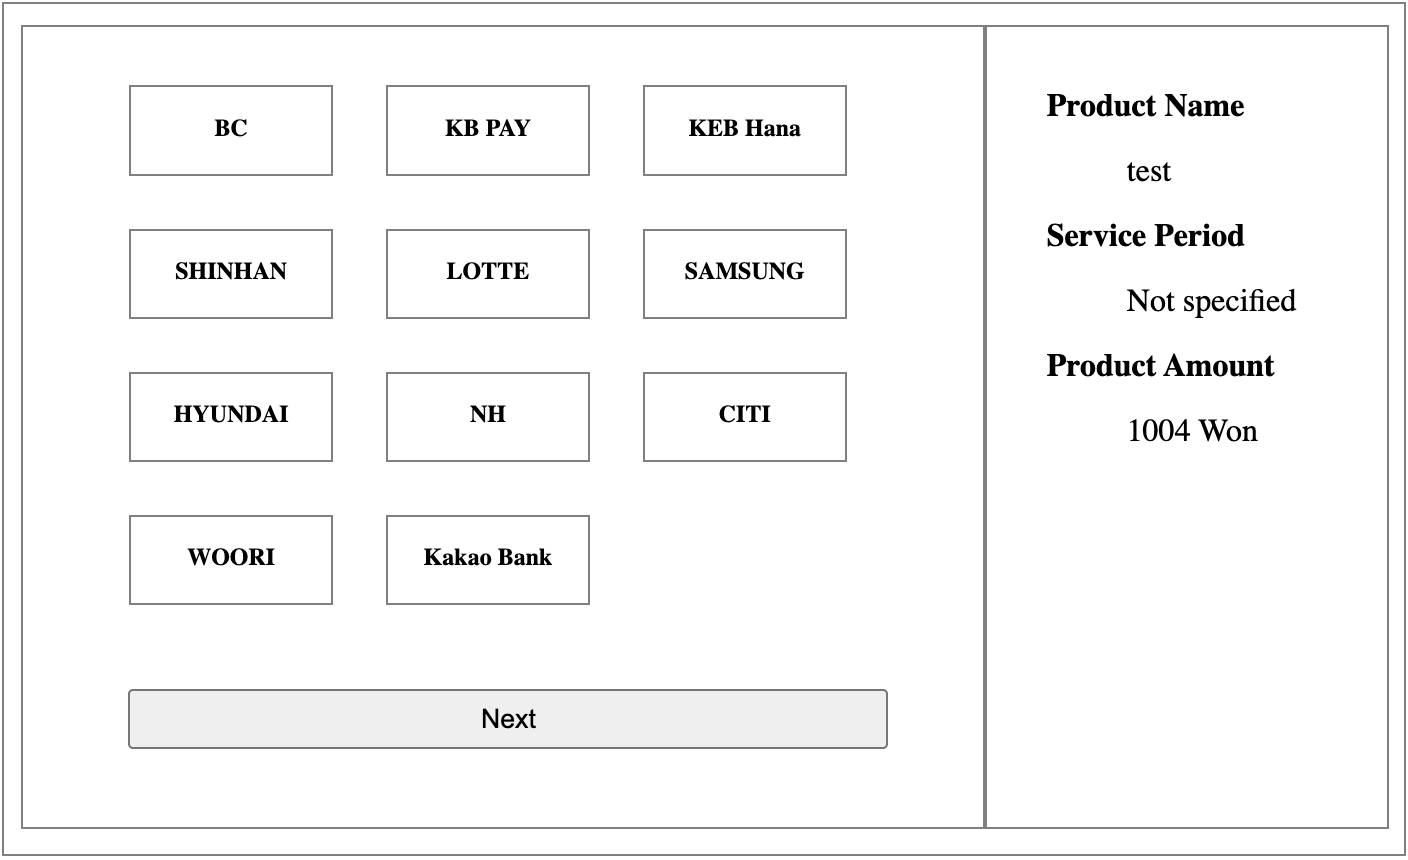 BC
KB PAY
KEB Hana
SHINHAN
LOTTE
SAMSUNG
HYUNDAI
NH
CITI
WOORI
Kakao Bank
Next
Product Name
test
Service Period
Not specified
Product Amount
1004 Won